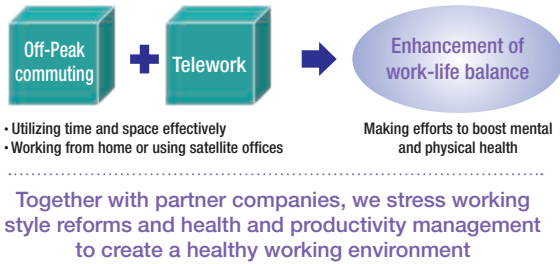 Off-Peak
commuting
Telework
Enhancement of
work-life balance
• Utilizing time and space effectively
• Working from home or using satellite offices
Making efforts to boost mental
and physical health
Together with partner companies, we stress working
style reforms and health and productivity management
to create a healthy working environment